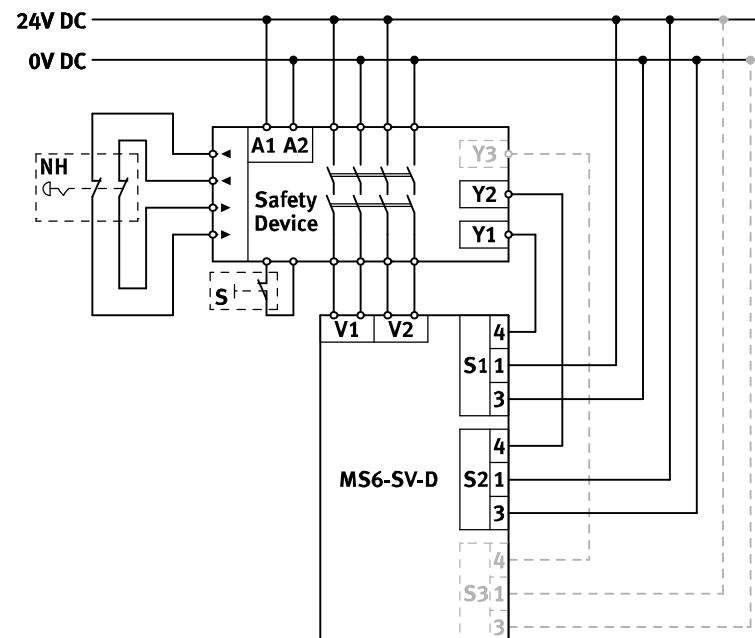 24V DC
0V DC
A1 A2
Y3
NH
Y2
Safety
Device
Y1
S
V1 V2
4
S1 1
3
4
MS6-SV-D S2 1
3
4
S3 1
3